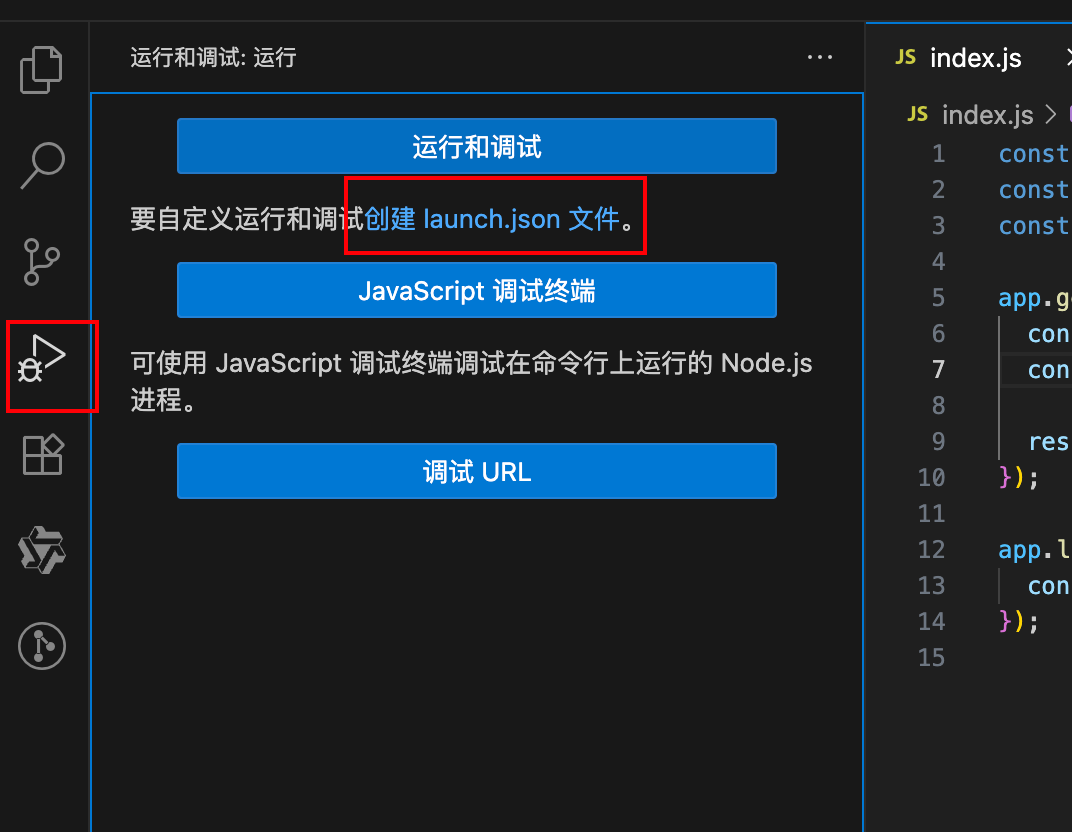 运行和调试: 运行
运行和调试
要自定义运行和调试创建 launch.json 文件。
JavaScript 调试终端
可使用 JavaScript 调试终端调试在命令行上运行的 Node.js
进程。
调试 URL
JS index.js
JS index.js
1 const
2 const
3 const
4
5 app.g
6 con
7 con
8
9 res
10 });
11
12 app.l
13 con
14 });
15